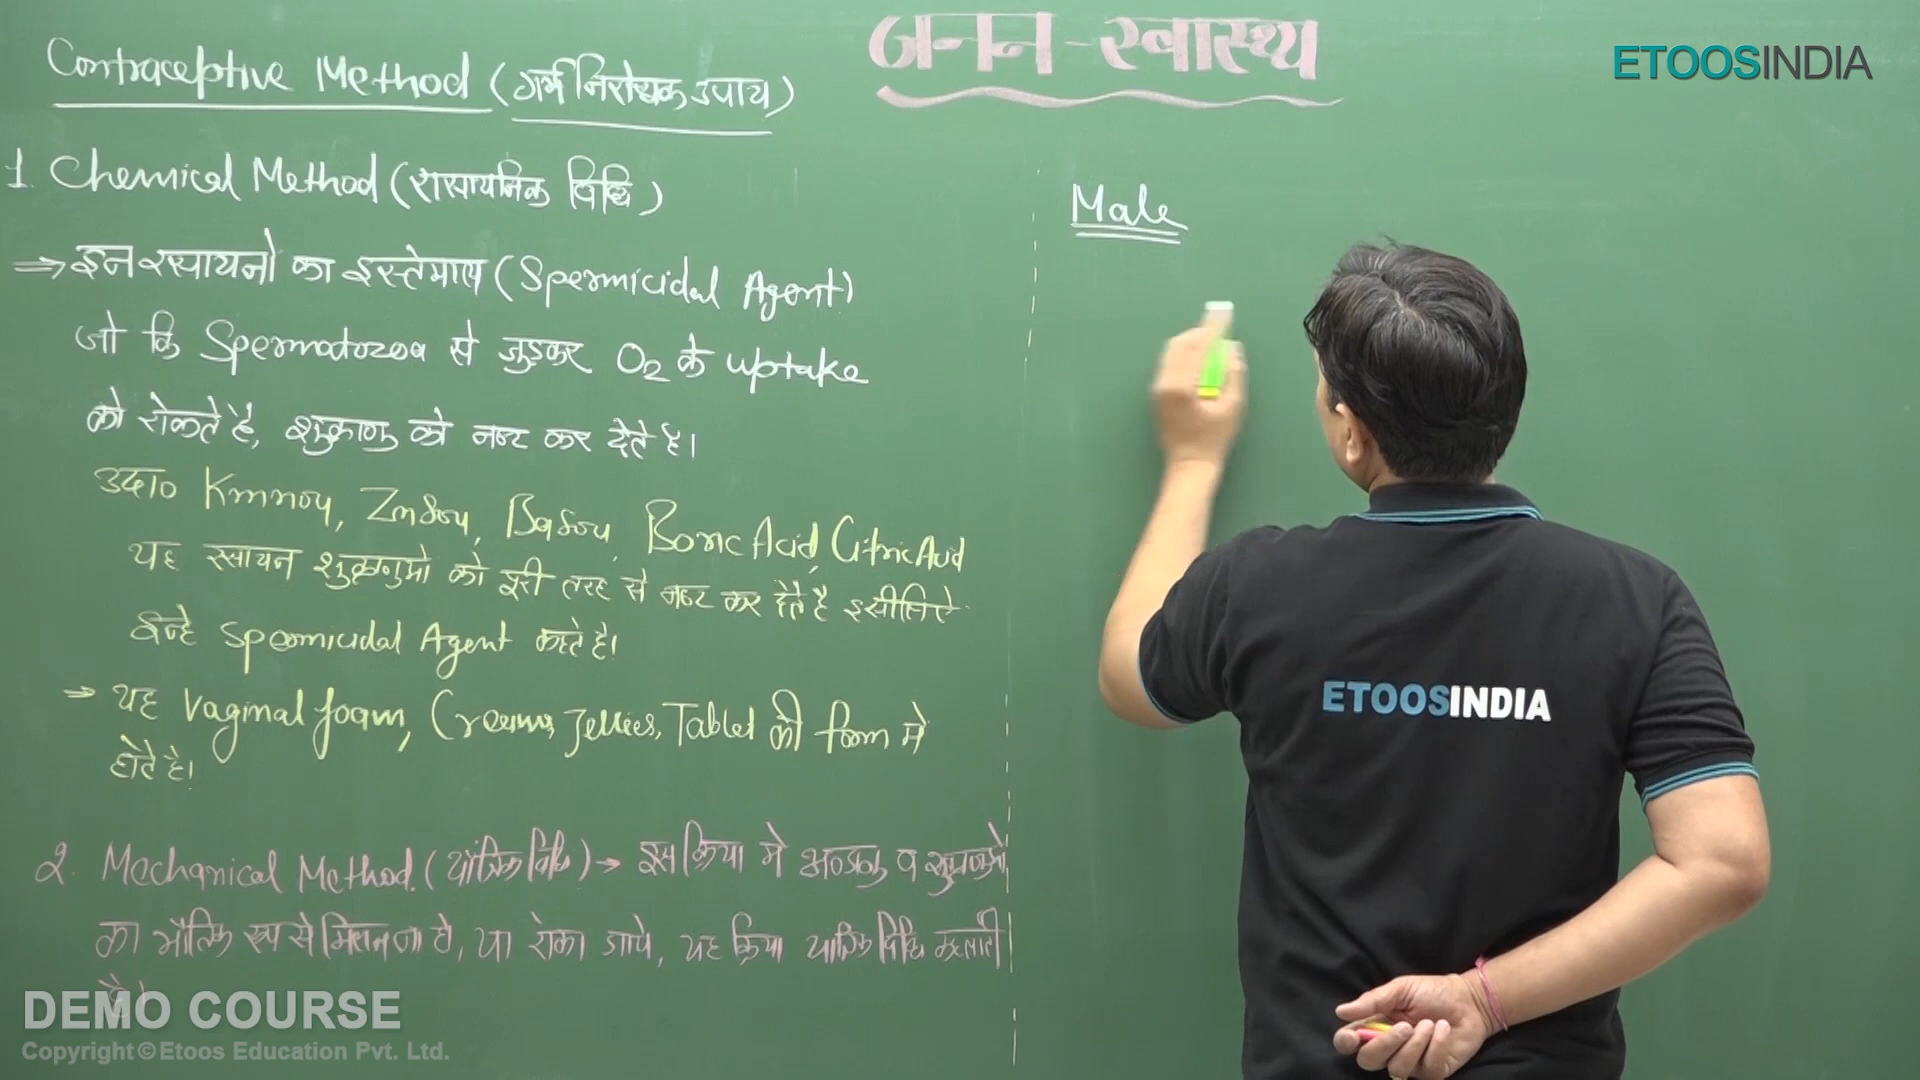 जनन-स्वास्थ्य
ETOOSINDIA
Contraceptive Method (गर्भ निरोधक उपाय)
1. Chemical Method (रासायनिक विधि)
⇒ इन रसायनो का इस्तेमाल (Spermicidal Agent)
जो कि Spermatozoa से जुड़कर O2 के uptake
को रोकते है, शुक्राणु को नष्ट कर देते है।
उदा० KmnO4, ZnSO4, BaSO4, Boric Acid, Citric Acid
यह रसायन शुक्राणुओ को इसी तरह से नष्ट कर देते है इसीलिये
इन्हे Spermicidal Agent कहते है।
→ यह Vaginal foam, Creams, Jellies, Tablet की form मे
होते है।
2. Mechanical Method. (यांत्रिक विधि) → इस क्रिया मे अण्डाणु व शुक्राणुओ
का भौतिक रूप से मिलन ना हो, या रोका जाये, यह क्रिया यांत्रिक विधि कहलाती
है।
Male
ETOOSINDIA
DEMO COURSE
Copyright © Etoos Education Pvt. Ltd.